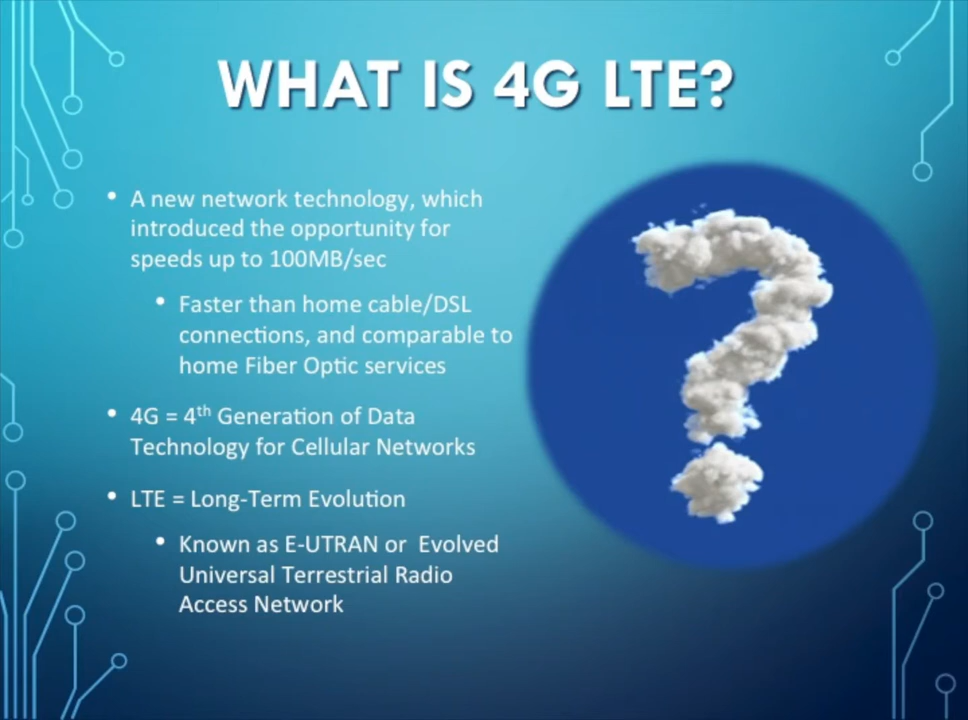 WHAT IS 4G LTE?
• A new network technology, which
introduced the opportunity for
speeds up to 100MB/sec
• Faster than home cable/DSL
connections, and comparable to
home Fiber Optic services
• 4G = 4th Generation of Data
Technology for Cellular Networks
• LTE = Long-Term Evolution
• Known as E-UTRAN or Evolved
Universal Terrestrial Radio
Access Network